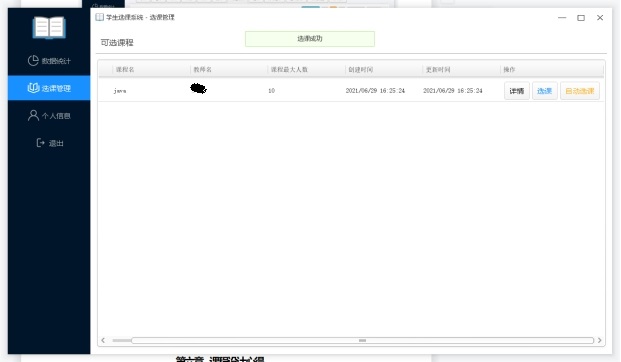 学生选课系统 - 选课管理
选课成功
可选课程
数据统计
选课管理
个人信息
退出
课程名 教师名 课程最大人数 创建时间 更新时间 操作
java 10 2021/06/29 16:25:24 2021/06/29 16:25:24 详情 选课 自动选课